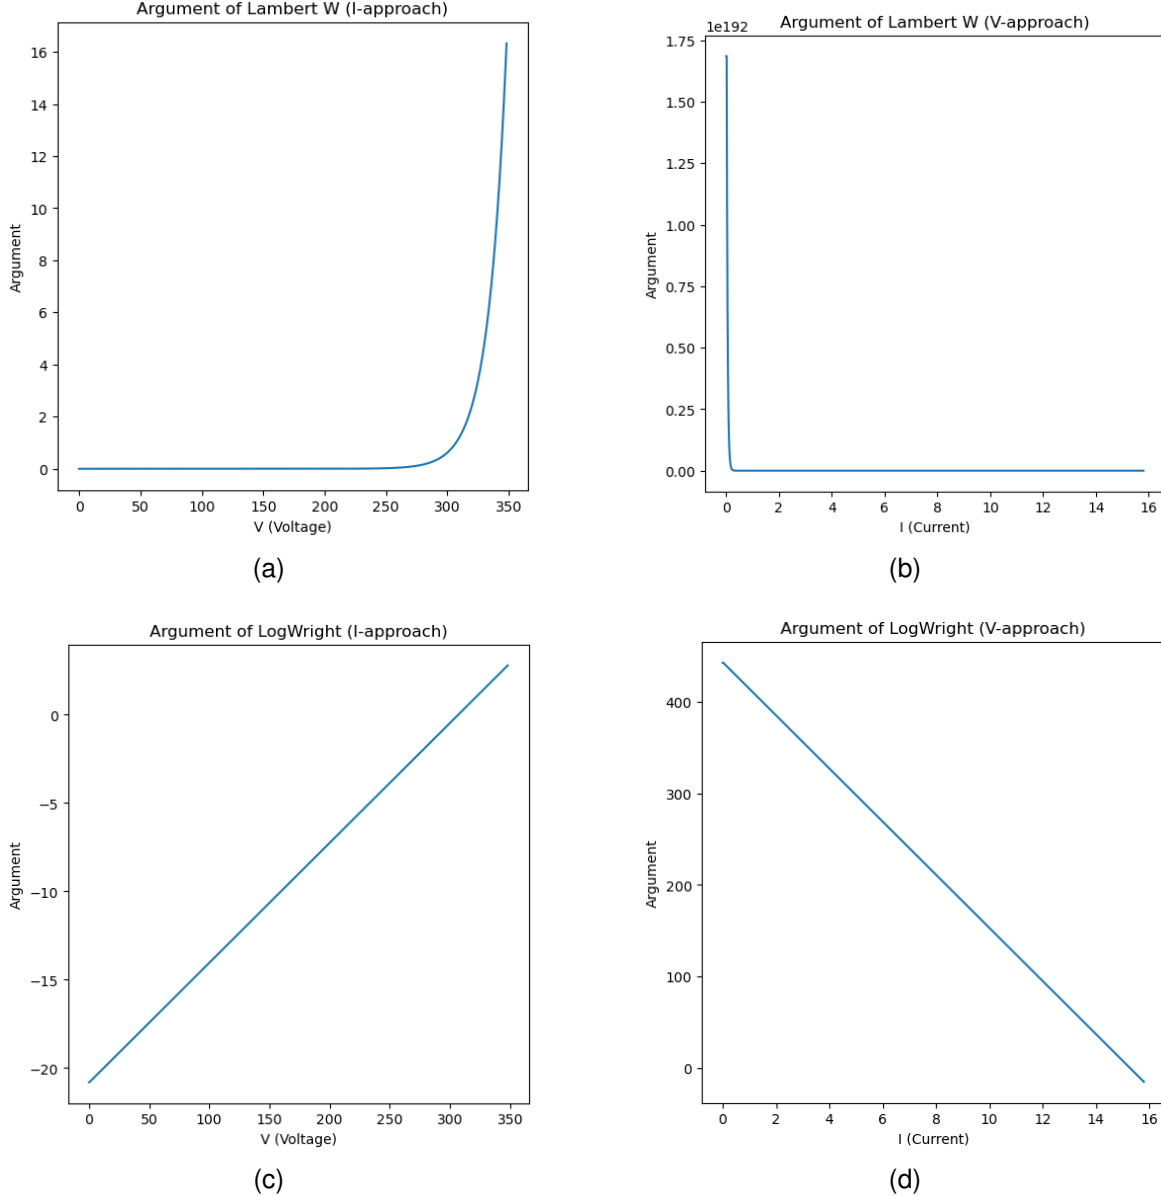 Argument of Lambert W (I-approach)
16
14
12
10
8
6
4
2
0
Argument
0 50 100 150 200 250 300 350
V (Voltage)
(a)
Argument of Lambert W (V-approach)
1e192
1.75
1.50
1.25
1.00
0.75
0.50
0.25
0.00
Argument
0 2 4 6 8 10 12 14 16
I (Current)
(b)
Argument of LogWright (I-approach)
0
−5
−10
−15
−20
Argument
0 50 100 150 200 250 300 350
V (Voltage)
(c)
Argument of LogWright (V-approach)
400
300
200
100
0
Argument
0 2 4 6 8 10 12 14 16
I (Current)
(d)